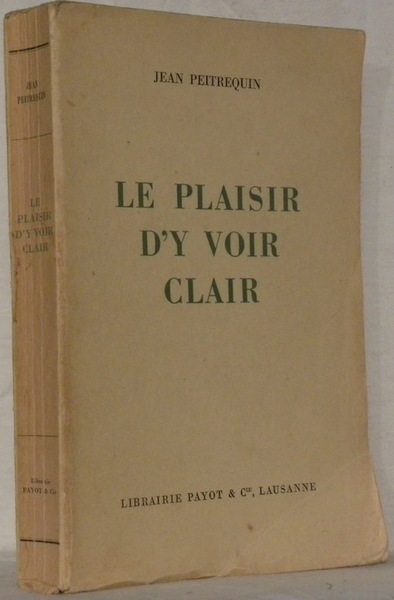 JEAN PEITREQUIN
LE PLAISIR
D'Y VOIR
CLAIR
LIBRAIRIE PAYOT & Cie, LAUSANNE
JEAN
PEITREQUIN
LE
PLAISIR
D'Y VOIR
CLAIR
PAYOT & Cie